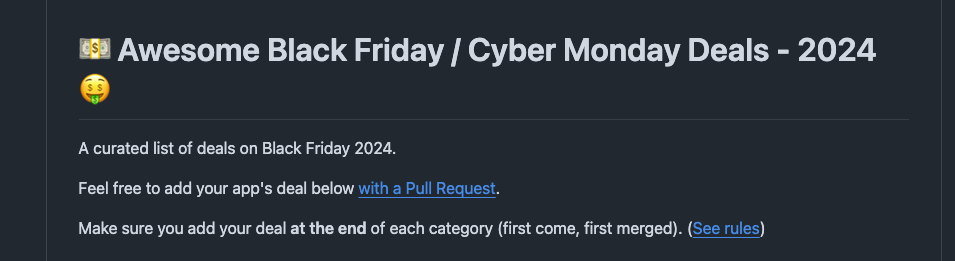 💵 Awesome Black Friday / Cyber Monday Deals - 2024
🤑
A curated list of deals on Black Friday 2024.
Feel free to add your app's deal below with a Pull Request.
Make sure you add your deal at the end of each category (first come, first merged). (See rules)